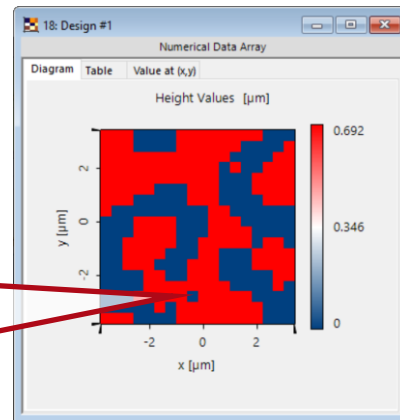 18: Design #1
Numerical Data Array
Diagram Table Value at (x,y)
Height Values [µm]
0.692
0.346
0
y [µm]
2
0
-2
-2 0 2
x [µm]